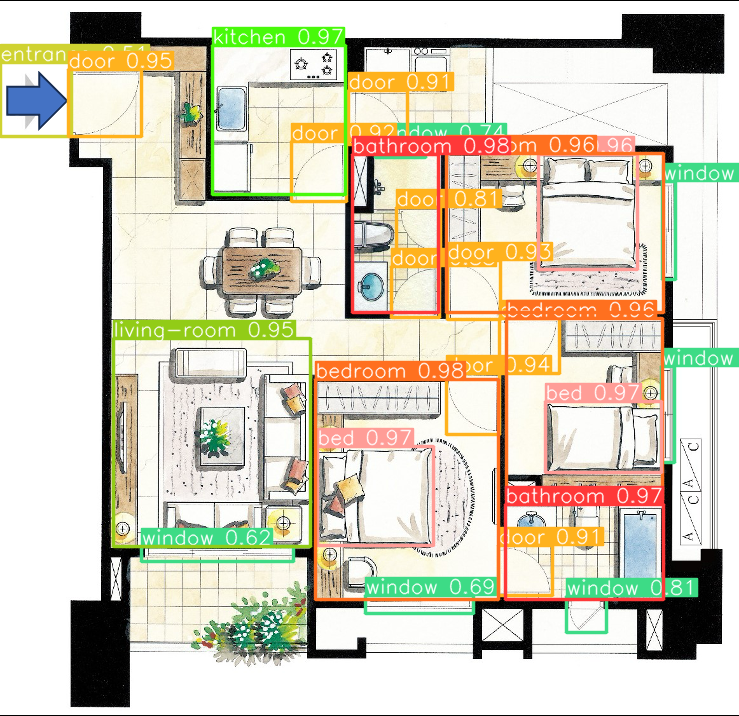 kitchen 0.97
door 0.95
door 0.91
door 0.92
ndow 0.74
bathroom 0.98
om 0.96
.96
window
door 0.81
door 0.93
door
bedroom 0.96
living-room 0.95
window
door 0.94
bedroom 0.98
bed 0.97
bed 0.97
A/C
A/C
bathroom 0.97
window 0.62
door 0.91
window 0.69
window 0.81